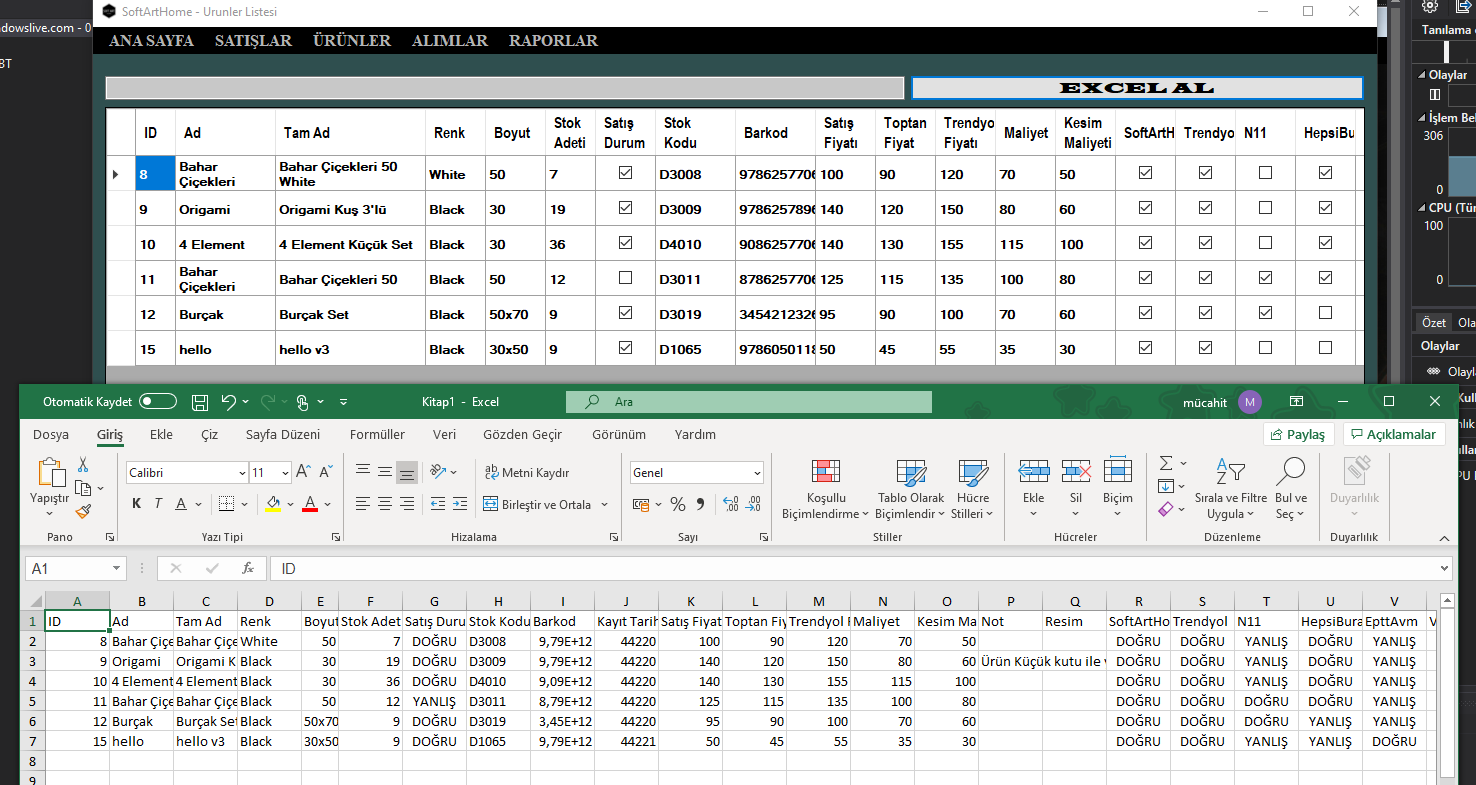 SoftArtHome - Urunler Listesi
dowslive.com - 0
BT
ANA SAYFA SATIŞLAR ÜRÜNLER ALIMLAR RAPORLAR
EXCEL AL
ID Ad Tam Ad Renk Boyut Stok Adeti Satış Durum Stok Kodu Barkod Satış Fiyatı Toptan Fiyat Trendyo Fiyatı Maliyet Kesim Maliyeti SoftArtH Trendyo N11 HepsiBu
8 Bahar Çiçekleri Bahar Çiçekleri 50 White White 50 7 D3008 9786257706 100 90 120 70 50
9 Origami Origami Kuş 3'lü Black 30 19 D3009 9786257896 140 120 150 80 60
10 4 Element 4 Element Küçük Set Black 30 36 D4010 9086257706 140 130 155 115 100
11 Bahar Çiçekleri Bahar Çiçekleri 50 Black 50 12 D3011 8786257706 125 115 135 100 80
12 Burçak Burçak Set Black 50x70 9 D3019 3454212326 95 90 100 70 60
15 hello hello v3 Black 30x50 9 D1065 9786050118 50 45 55 35 30
Tanılama
Olaylar
İşlem Bel
306
0
CPU (Tür
100
0
Özet Ola
Olaylar
Olayla
Otomatik Kaydet Kitap1 - Excel Ara mücahit M
Dosya Giriş Ekle Çiz Sayfa Düzeni Formüller Veri Gözden Geçir Görünüm Yardım Paylaş Açıklamalar
Yapıştır Calibri 11 Metni Kaydır Genel Koşullu Biçimlendirme Tablo Olarak Biçimlendir Hücre Stilleri Ekle Sil Biçim Sırala ve Filtre Uygula Bul ve Seç Duyarlılık
K T A Birleştir ve Ortala
Pano Yazı Tipi Hizalama Sayı Stiller Hücreler Düzenleme Duyarlılık
A1 fx ID
A B C D E F G H I J K L M N O P Q R S T U V
1 ID Ad Tam Ad Renk Boyut Stok Adet Satış Duru Stok Kodu Barkod Kayıt Tarih Satış Fiyat Toptan Fiy Trendyol Maliyet Kesim Ma Not Resim SoftArtHo Trendyol N11 HepsiBura EpttAvm V
2 8 Bahar Çiçe Bahar Çiçe White 50 7 DOĞRU D3008 9,79E+12 44220 100 90 120 70 50 DOĞRU DOĞRU YANLIŞ DOĞRU YANLIŞ
3 9 Origami Origami K Black 30 19 DOĞRU D3009 9,79E+12 44220 140 120 150 80 60 Ürün Küçük kutu ile DOĞRU DOĞRU YANLIŞ DOĞRU YANLIŞ
4 10 4 Element 4 Element Black 30 36 DOĞRU D4010 9,09E+12 44220 140 130 155 115 100 DOĞRU DOĞRU YANLIŞ DOĞRU YANLIŞ
5 11 Bahar Çiçe Bahar Çiçe Black 50 12 YANLIŞ D3011 8,79E+12 44220 125 115 135 100 80 DOĞRU DOĞRU DOĞRU DOĞRU YANLIŞ
6 12 Burçak Burçak Set Black 50x70 9 DOĞRU D3019 3,45E+12 44220 95 90 100 70 60 DOĞRU DOĞRU DOĞRU YANLIŞ YANLIŞ
7 15 hello hello v3 Black 30x50 9 DOĞRU D1065 9,79E+12 44221 50 45 55 35 30 DOĞRU DOĞRU YANLIŞ YANLIŞ DOĞRU
8
9